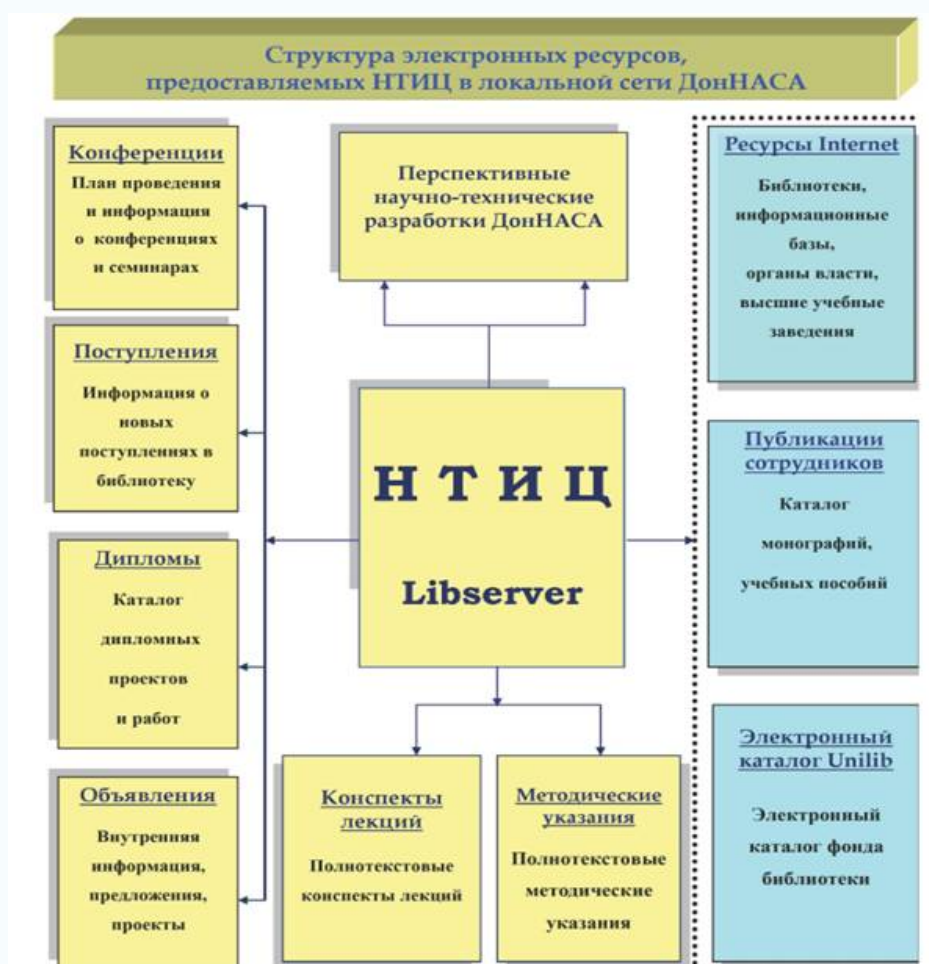 Структура электронных ресурсов,
предоставляемых НТИЦ в локальной сети ДонНАСА
Конференции
План проведения
и информация
о конференциях
и семинарах
Поступления
Информация о
новых
поступлениях в
библиотеку
Дипломы
Каталог
дипломных
проектов
и работ
Объявления
Внутренняя
информация,
предложения,
проекты
Перспективные
научно-технические
разработки ДонНАСА
Н Т И Ц
Libserver
Конспекты
лекций
Полнотекстовые
конспекты лекций
Методические
указания
Полнотекстовые
методические
указания
Ресурсы Internet
Библиотеки,
информационные
базы,
органы власти,
высшие учебные
заведения
Публикации
сотрудников
Каталог
монографий,
учебных пособий
Электронный
каталог Unilib
Электронный
каталог фонда
библиотеки